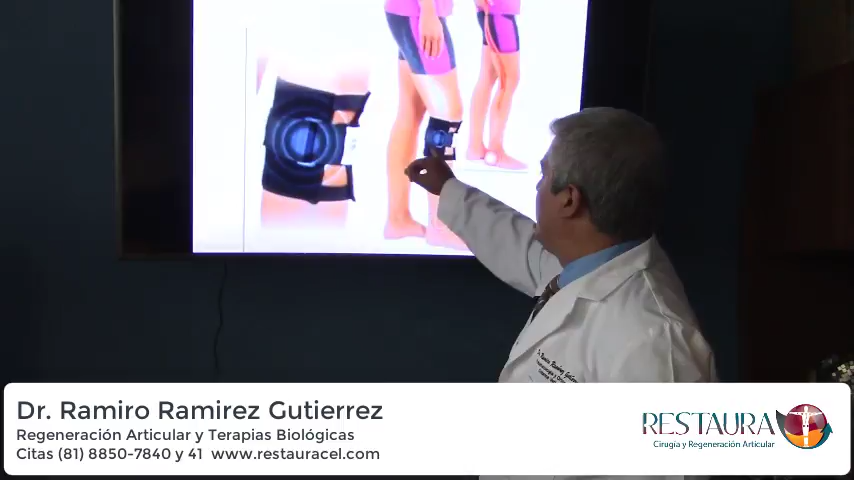 Dr. Ramiro Ramirez Gutierrez
Regeneración Articular y Terapias Biológicas
Citas (81) 8850-7840 y 41 www.restauracel.com
RESTAURA
Cirugía y Regeneración Articular